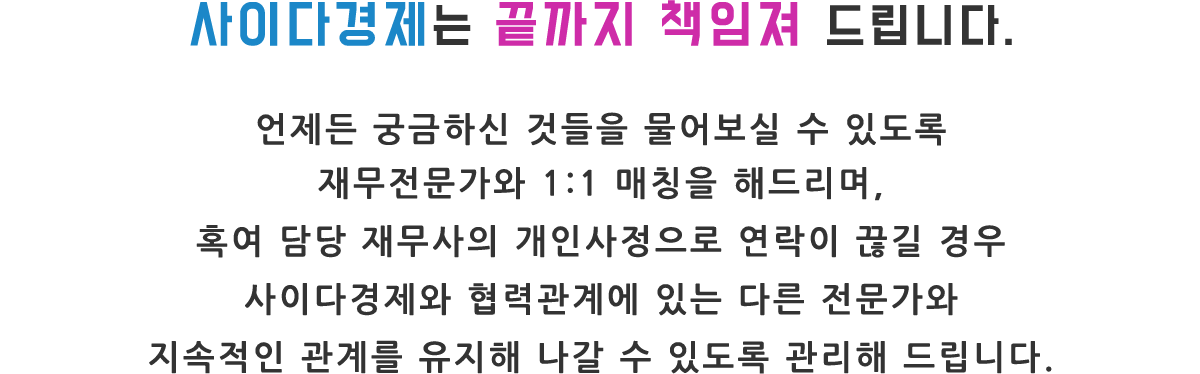 사이다경제는 끝까지 책임져 드립니다.
언제든 궁금하신 것들을 물어보실 수 있도록
재무전문가와 1:1 매칭을 해드리며,
혹여 담당 재무사의 개인사정으로 연락이 끊길 경우
사이다경제와 협력관계에 있는 다른 전문가와
지속적인 관계를 유지해 나갈 수 있도록 관리해 드립니다.